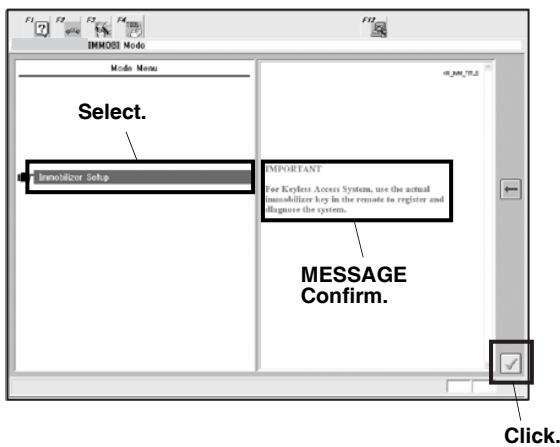 F1 F2 F3 F4 F12
?
TOOL
IMMOBI Mode
Mode Menu
Select.
Immobilizer Setup
IMPORTANT
For Keyless Access System, use the actual
immobilizer key in the remote to register and
diagnose the system.
MESSAGE
Confirm.
Click.